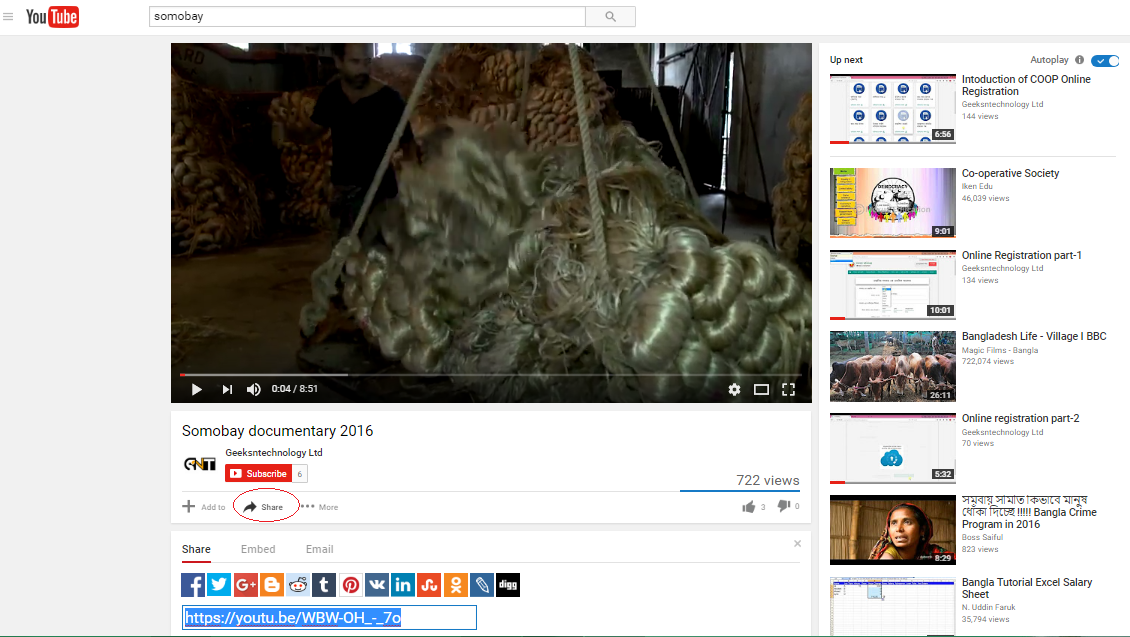 YouTube
somobay
0:04 / 8:51
Somobay documentary 2016
Geeksntechnology Ltd
Subscribe 6
722 views
Add to Share More 3 0
Share Embed Email
digg
https://youtu.be/WBW-OH_-_7o
Up next Autoplay
6:56
Intoduction of COOP Online
Registration
Geeksntechnology Ltd
144 views
DEMOCRACY
9:01
Co-operative Society
Iken Edu
46,039 views
10:01
Online Registration part-1
Geeksntechnology Ltd
134 views
26:11
Bangladesh Life - Village I BBC
Magic Films - Bangla
722,074 views
5:32
Online registration part-2
Geeksntechnology Ltd
70 views
8:29
সমবায় সমিতি কিভাবে মানুষ
ধোঁকা দিচ্ছে !!!!! Bangla Crime
Program in 2016
Boss Saiful
823 views
Bangla Tutorial Excel Salary
Sheet
N. Uddin Faruk
35,794 views